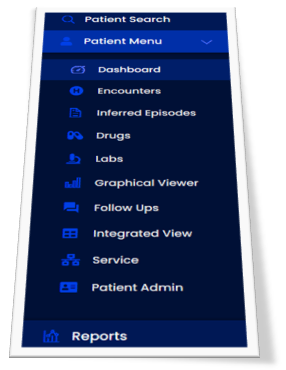 Patient Search
Patient Menu
Dashboard
Encounters
Inferred Episodes
Drugs
Labs
Graphical Viewer
Follow Ups
Integrated View
Service
Patient Admin
Reports